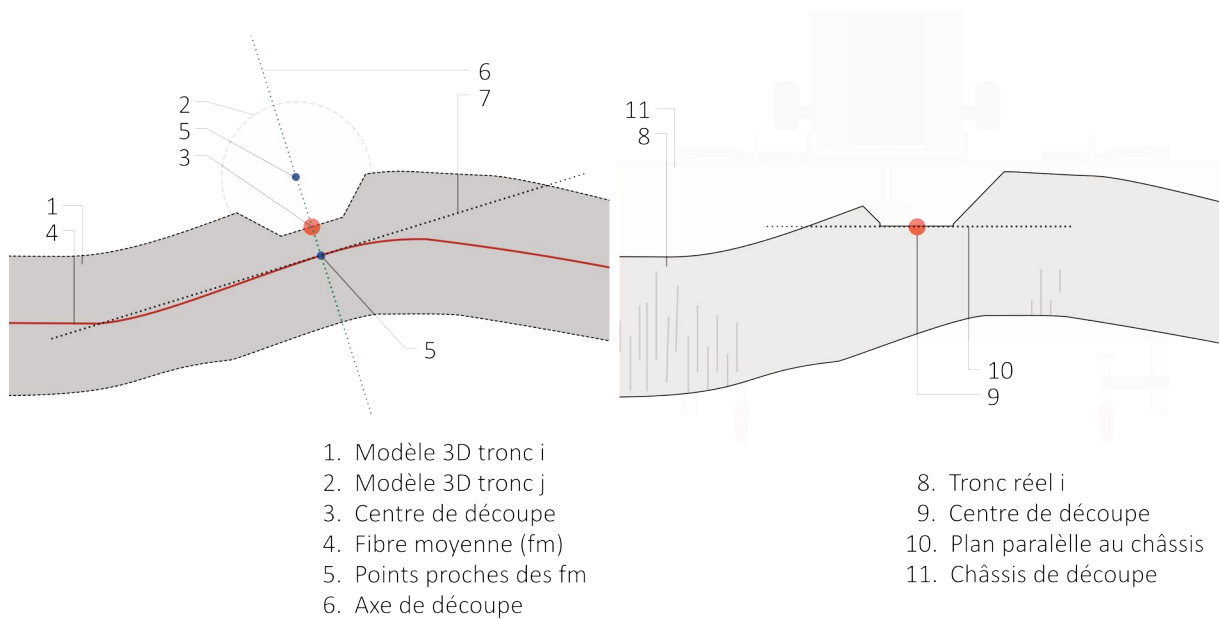 6
7
2
5
3
1
4
5
11
8
10
9
1. Modèle 3D tronc i
2. Modèle 3D tronc j
3. Centre de découpe
4. Fibre moyenne (fm)
5. Points proches des fm
6. Axe de découpe
8. Tronc réel i
9. Centre de découpe
10. Plan paralèlle au châssis
11. Châssis de découpe